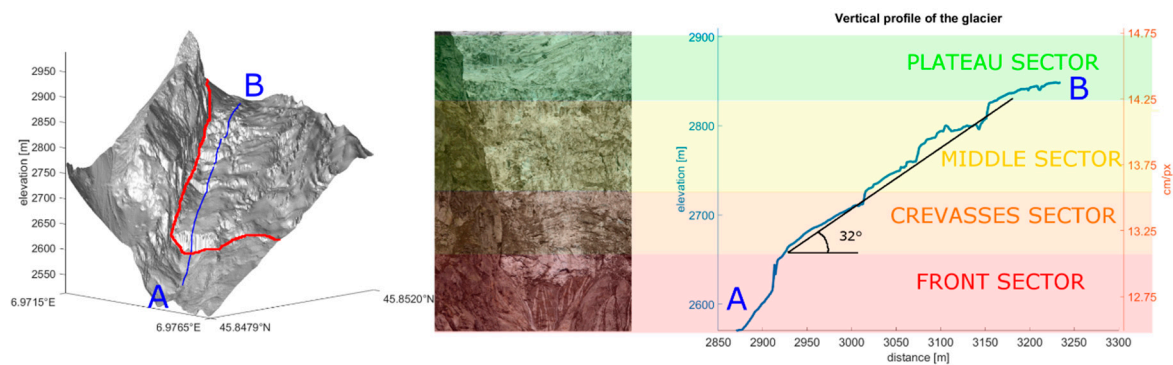 2950
2900
2850
2800
2750
2700
2650
2600
2550
elevation [m]
A
B
6.9715°E
6.9765°E
45.8479°N
45.8520°N
Vertical profile of the glacier
2900
2800
2700
2600
elevation [m]
PLATEAU SECTOR
MIDDLE SECTOR
CREVASSES SECTOR
FRONT SECTOR
A
B
32°
14.75
14.25
13.75
13.25
12.75
cm/px
2850 2900 2950 3000 3050 3100 3150 3200 3250 3300
distance [m]